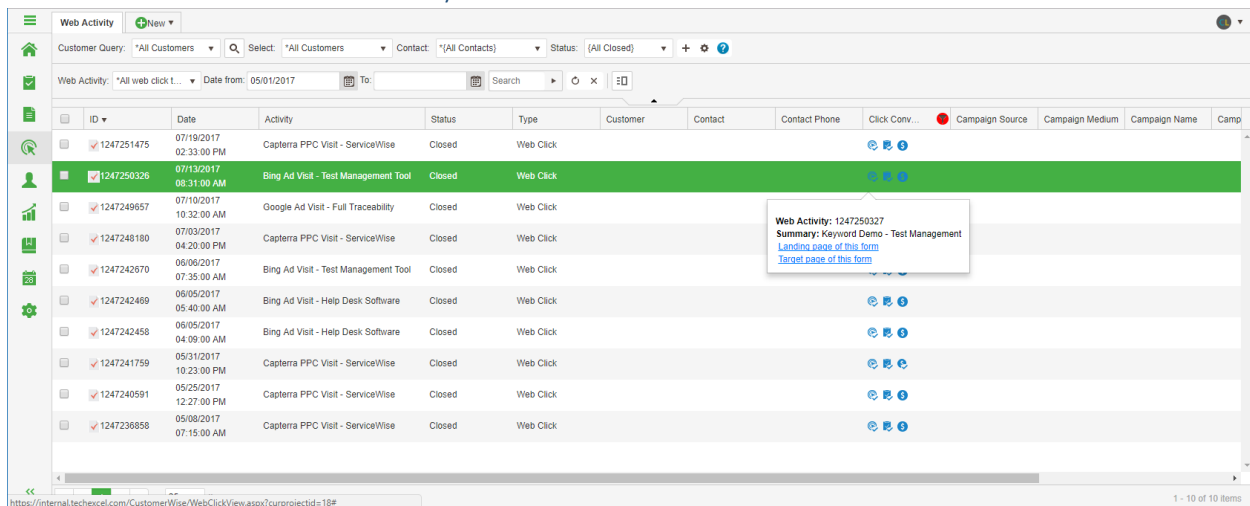 Web Activity New ▼
Customer Query: *All Customers Select: *All Customers Contact: *{All Contacts} Status: {All Closed}
Web Activity: *All web click t... Date from: 05/01/2017 To: Search
ID ▼ Date Activity Status Type Customer Contact Contact Phone Click Conv... Campaign Source Campaign Medium Campaign Name Camp
07/19/2017
1247251475 Capterra PPC Visit - ServiceWise Closed Web Click
02:33:00 PM
07/13/2017
1247250326 Bing Ad Visit - Test Management Tool Closed Web Click
08:31:00 AM
07/10/2017
1247249657 Google Ad Visit - Full Traceability Closed Web Click
10:32:00 AM
07/03/2017
1247248180 Capterra PPC Visit - ServiceWise Closed Web Click
04:20:00 PM
Web Activity: 1247250327
Summary: Keyword Demo - Test Management
Landing page of this form
Target page of this form
06/06/2017
1247242670 Bing Ad Visit - Test Management Tool Closed Web Click
07:35:00 AM
06/05/2017
1247242469 Bing Ad Visit - Help Desk Software Closed Web Click
05:40:00 AM
06/05/2017
1247242458 Bing Ad Visit - Help Desk Software Closed Web Click
04:09:00 AM
05/31/2017
1247241759 Capterra PPC Visit - ServiceWise Closed Web Click
10:23:00 PM
05/25/2017
1247240591 Capterra PPC Visit - ServiceWise Closed Web Click
12:27:00 PM
05/08/2017
1247236858 Capterra PPC Visit - ServiceWise Closed Web Click
07:15:00 AM
https://internal.techexcel.com/CustomerWise/WebClickView.aspx?curprojectid=18#
1 - 10 of 10 items